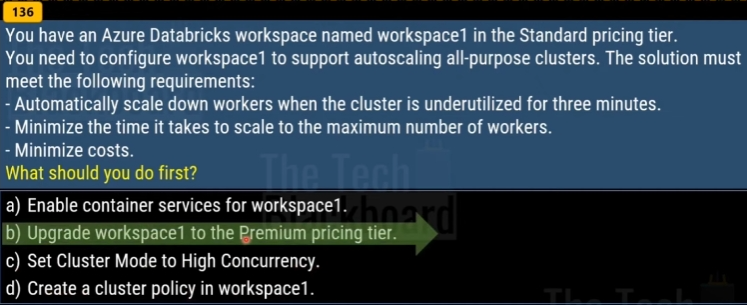 136
You have an Azure Databricks workspace named workspace1 in the Standard pricing tier.
You need to configure workspace1 to support autoscaling all-purpose clusters. The solution must
meet the following requirements:
- Automatically scale down workers when the cluster is underutilized for three minutes.
- Minimize the time it takes to scale to the maximum number of workers.
- Minimize costs.
What should you do first?
The Tech
Blackboard
a) Enable container services for workspace1.
b) Upgrade workspace1 to the Premium pricing tier.
c) Set Cluster Mode to High Concurrency.
d) Create a cluster policy in workspace1.
The Tech